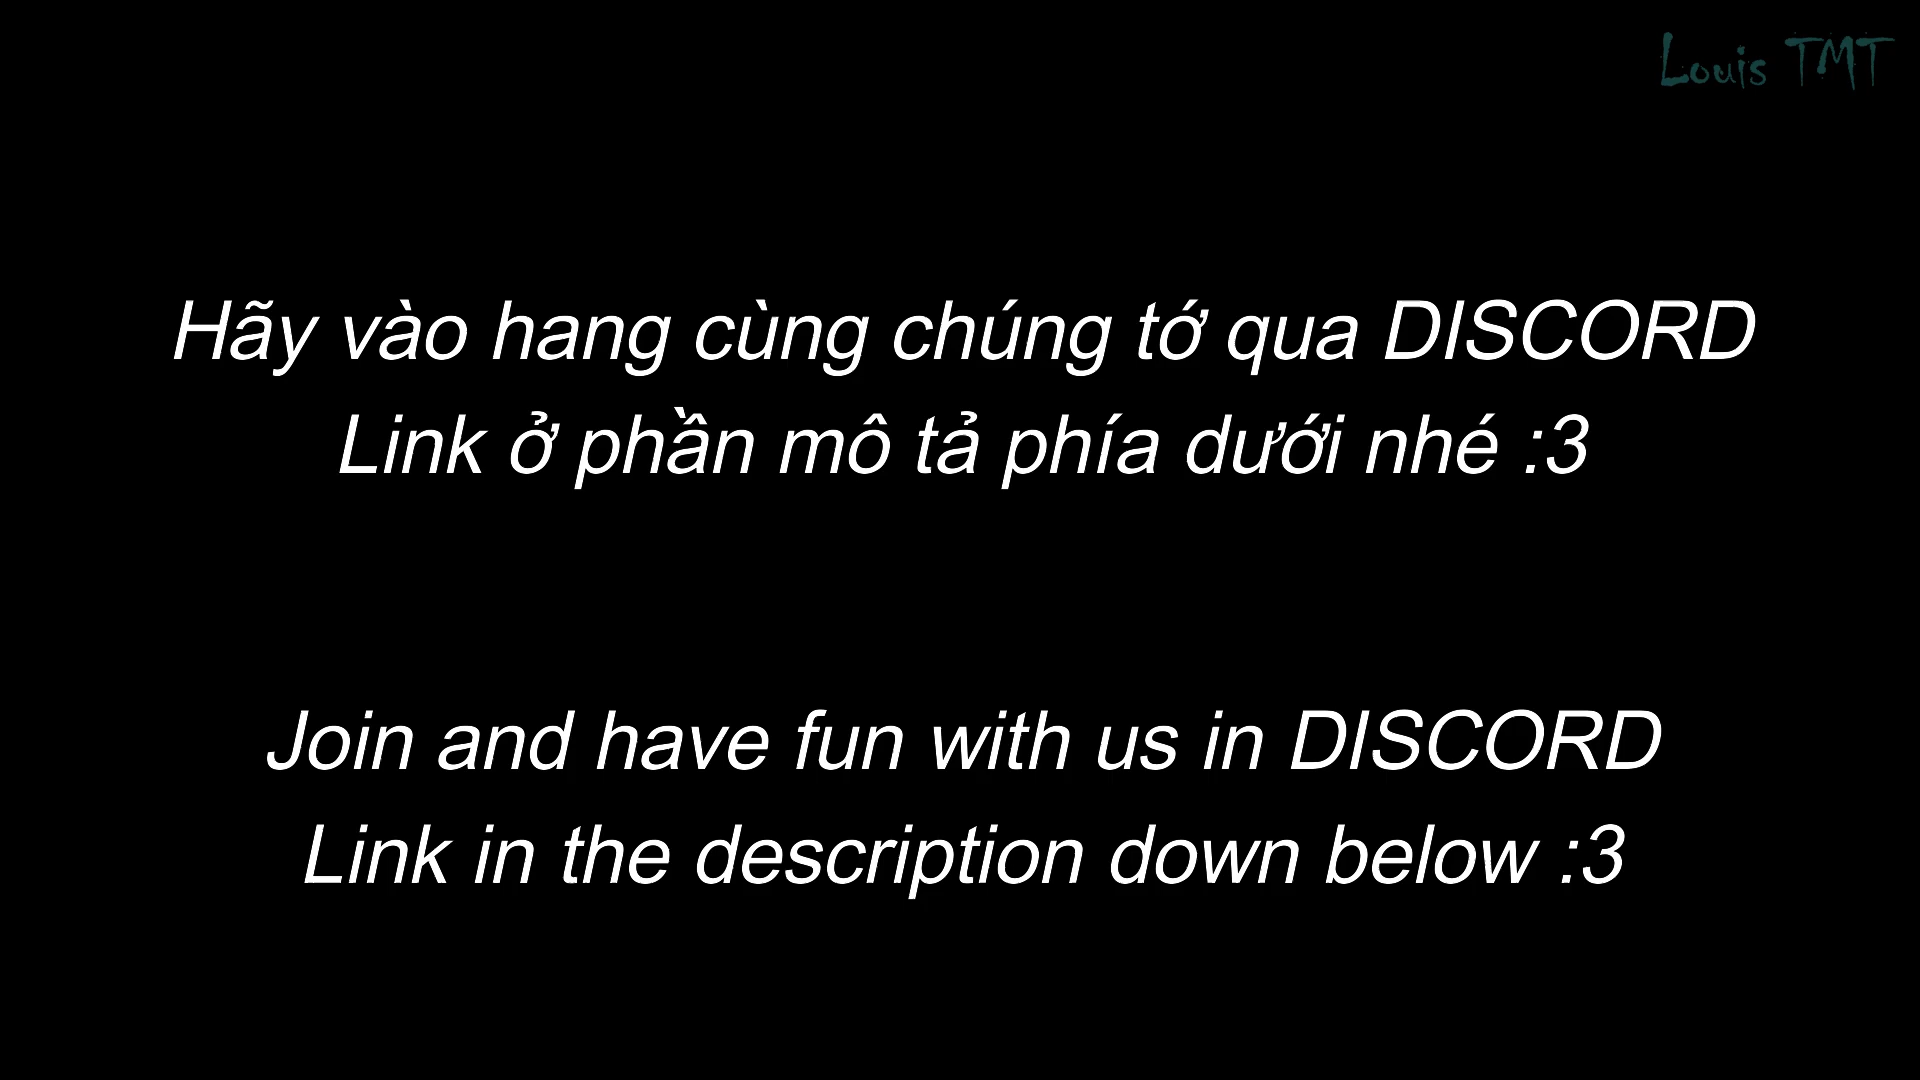 Louis TMT
Hãy vào hang cùng chúng tớ qua DISCORD
Link ở phần mô tả phía dưới nhé :3
Join and have fun with us in DISCORD
Link in the description down below :3